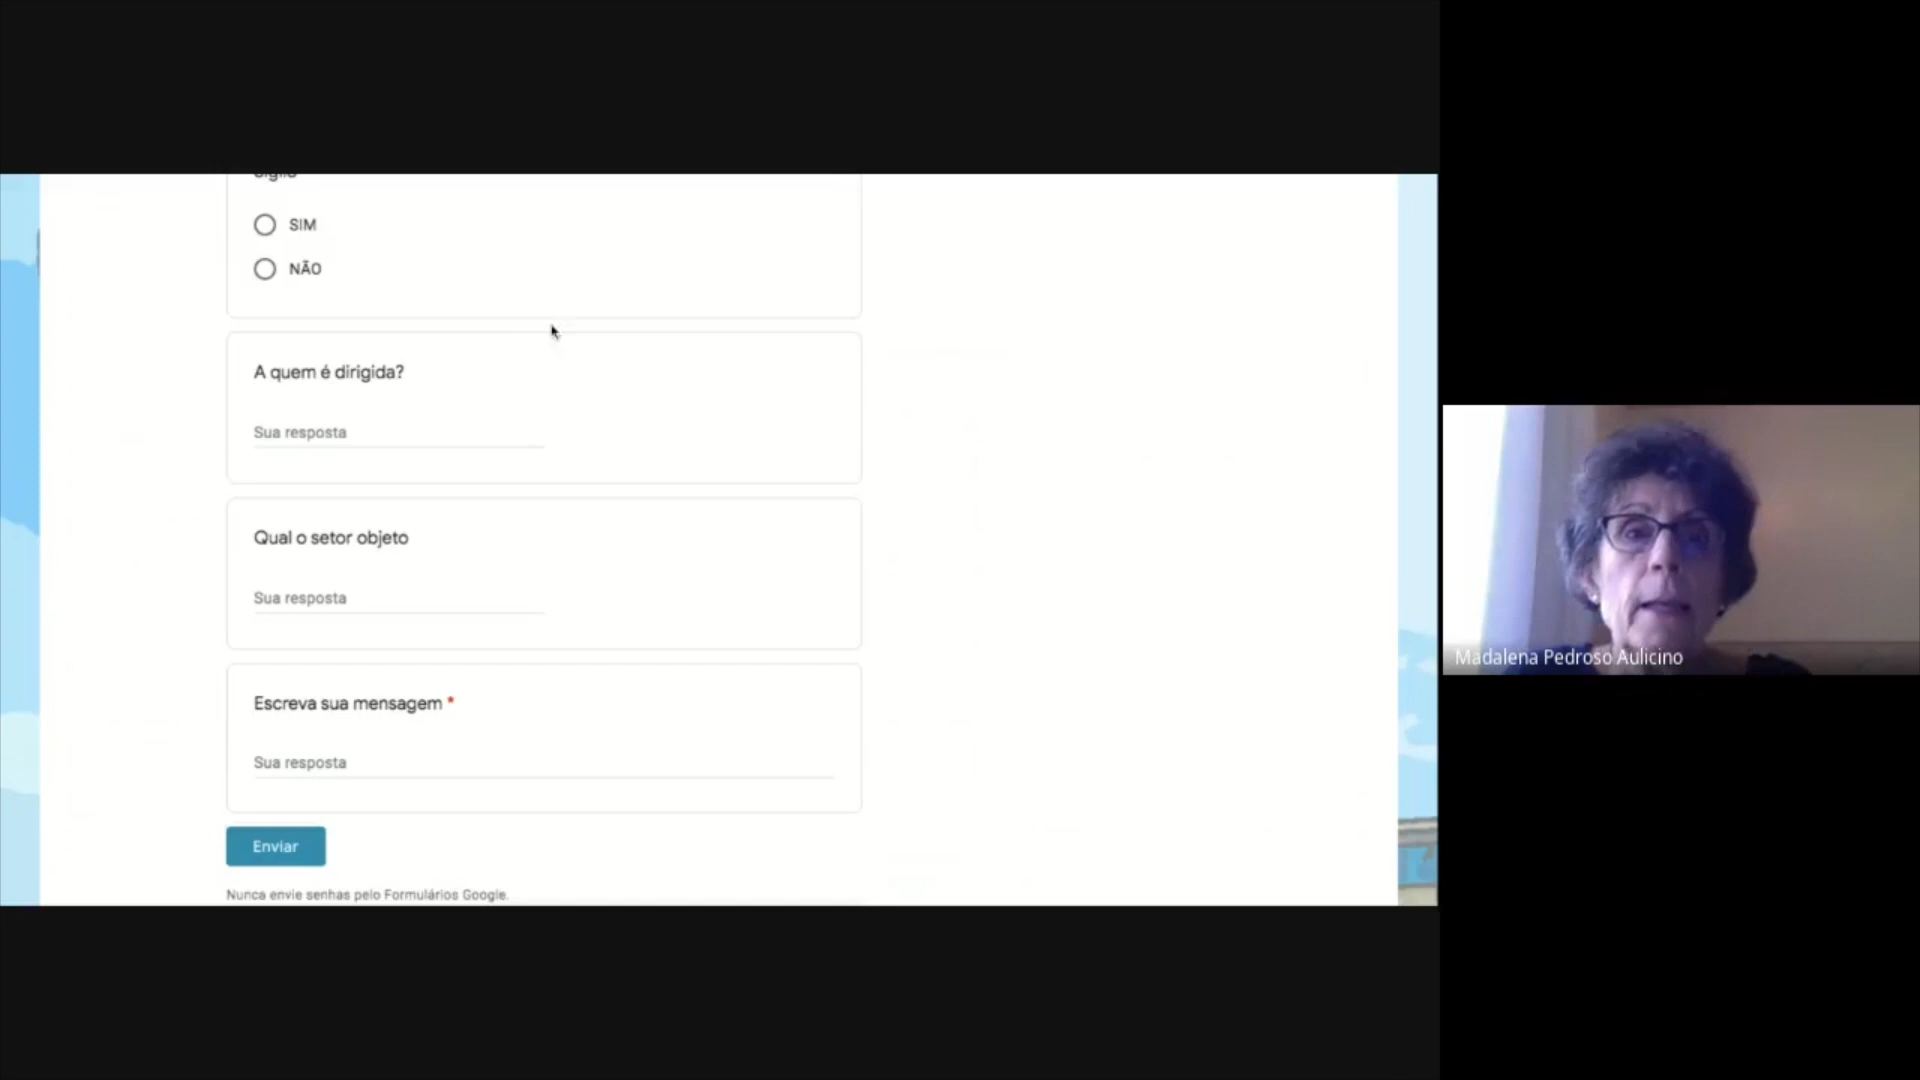 Sigilo
SIM
NÃO
A quem é dirigida?
Sua resposta
Qual o setor objeto
Sua resposta
Escreva sua mensagem *
Sua resposta
Enviar
Nunca envie senhas pelo Formulários Google.
Madalena Pedroso Aulicino